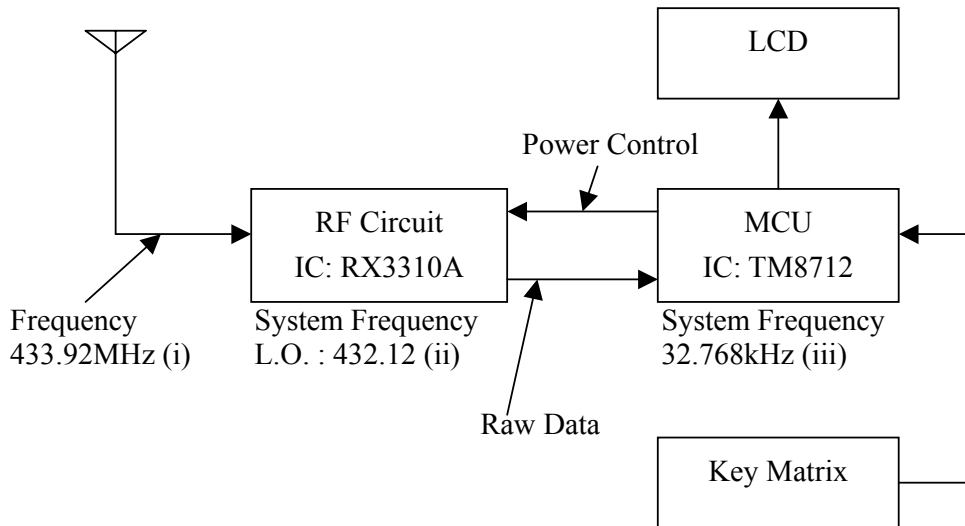 LCD
Power Control
RF Circuit
IC: RX3310A
MCU
IC: TM8712
Frequency
433.92MHz (i)
System Frequency
L.O. : 432.12 (ii)
System Frequency
32.768kHz (iii)
Raw Data
Key Matrix